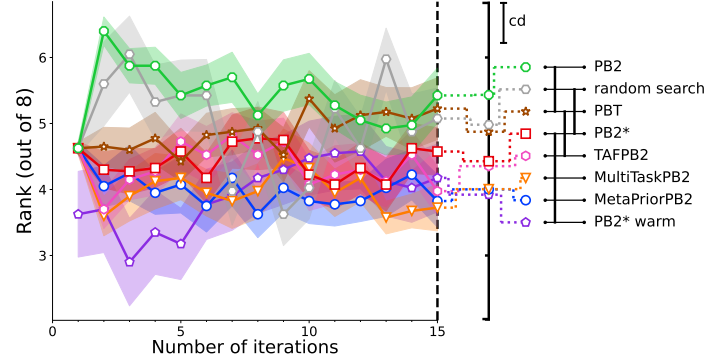 cd
6
5
4
3
Rank (out of 8)
0
5
10
15
Number of iterations
PB2
random search
PBT
PB2*
TAFPB2
MultiTaskPB2
MetaPriorPB2
PB2* warm